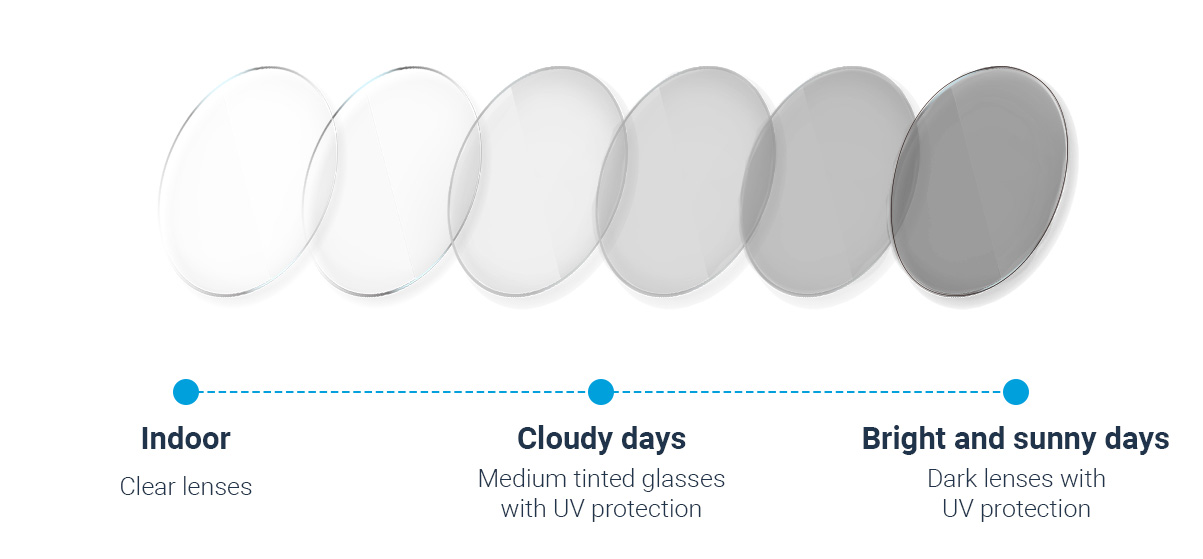 Indoor
Clear lenses
Cloudy days
Medium tinted glasses
with UV protection
Bright and sunny days
Dark lenses with
UV protection